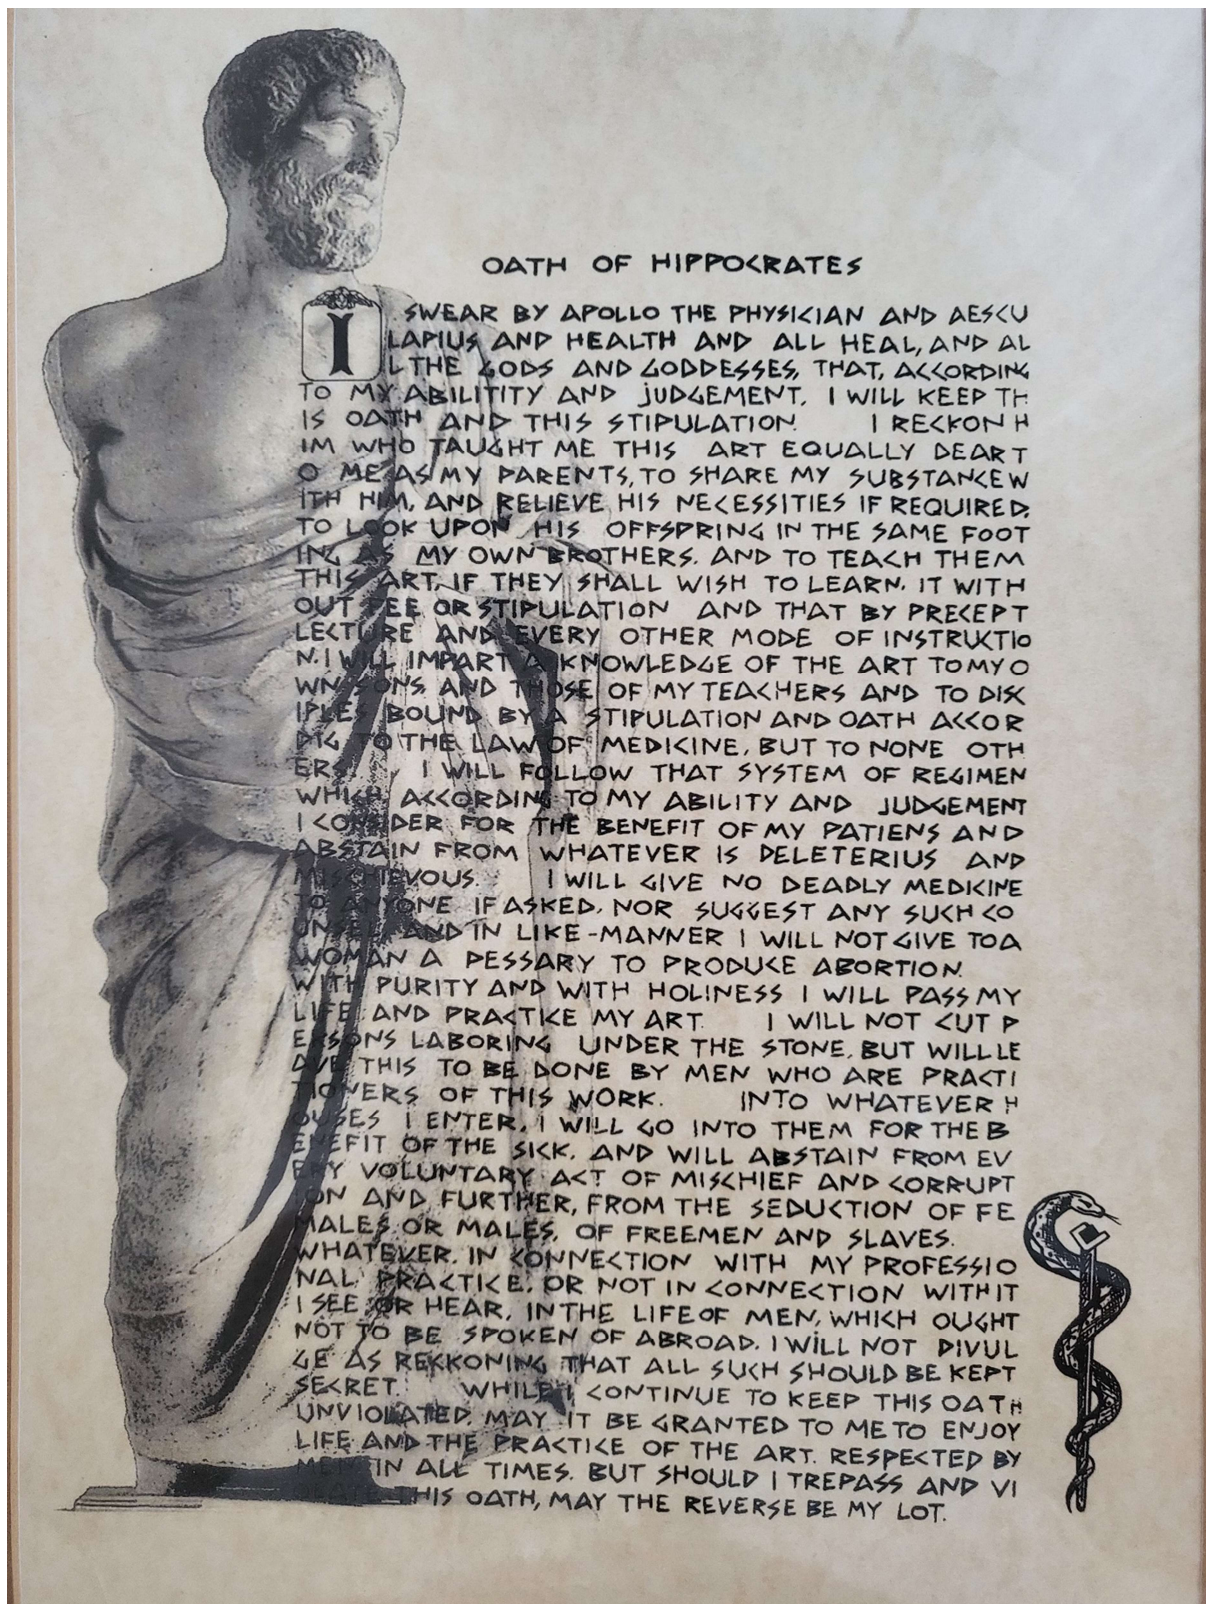 OATH OF HIPPOCRATES
I SWEAR BY APOLLO THE PHYSICIAN AND AESCU
LAPIUS AND HEALTH AND ALL HEAL, AND AL
L THE GODS AND GODDESSES, THAT, ACCORDING
TO MY ABILITITY AND JUDGEMENT, I WILL KEEP TH
IS OATH AND THIS STIPULATION. I RECKON H
IM WHO TAUGHT ME THIS ART EQUALLY DEAR T
O ME AS MY PARENTS, TO SHARE MY SUBSTANCE W
ITH HIM, AND RELIEVE HIS NECESSITIES IF REQUIRED,
TO LOOK UPON HIS OFFSPRING IN THE SAME FOOT
ING AS MY OWN BROTHERS. AND TO TEACH THEM
THIS ART, IF THEY SHALL WISH TO LEARN. IT WITH
OUT FEE OR STIPULATION AND THAT BY PRECEPT
LECTURE AND EVERY OTHER MODE OF INSTRUCTIO
N. I WILL IMPART A KNOWLEDGE OF THE ART TO MY O
WN SONS AND THOSE OF MY TEACHERS AND TO DISC
IPLES BOUND BY A STIPULATION AND OATH ACCOR
DIG TO THE LAW OF MEDICINE, BUT TO NONE OTH
ERS. I WILL FOLLOW THAT SYSTEM OF REGIMEN
WHICH, ACCORDING TO MY ABILITY AND JUDGEMENT
I CONSIDER FOR THE BENEFIT OF MY PATIENS AND
ABSTAIN FROM WHATEVER IS DELETERIUS AND
MISCHIEVOUS. I WILL GIVE NO DEADLY MEDICINE
TO ANYONE IF ASKED, NOR SUGGEST ANY SUCH CO
UNSEL AND IN LIKE-MANNER I WILL NOT GIVE TO A
WOMAN A PESSARY TO PRODUCE ABORTION.
WITH PURITY AND WITH HOLINESS I WILL PASS MY
LIFE AND PRACTICE MY ART. I WILL NOT CUT P
ERSONS LABORING UNDER THE STONE, BUT WILL LE
AVE THIS TO BE DONE BY MEN WHO ARE PRACTI
TIONERS OF THIS WORK. INTO WHATEVER H
OUSES I ENTER, I WILL GO INTO THEM FOR THE B
ENEFIT OF THE SICK, AND WILL ABSTAIN FROM EV
ERY VOLUNTARY ACT OF MISCHIEF AND CORRUPT
ION AND FURTHER, FROM THE SEDUCTION OF FE
MALES OR MALES, OF FREEMEN AND SLAVES.
WHATEVER, IN CONNECTION WITH MY PROFESSIO
NAL PRACTICE, OR NOT IN CONNECTION WITH IT
I SEE OR HEAR, IN THE LIFE OF MEN, WHICH OUGHT
NOT TO BE SPOKEN OF ABROAD. I WILL NOT DIVUL
GE AS RECKONING THAT ALL SUCH SHOULD BE KEPT
SECRET. WHILE I CONTINUE TO KEEP THIS OATH
UNVIOLATED, MAY IT BE GRANTED TO ME TO ENJOY
LIFE AND THE PRACTICE OF THE ART. RESPECTED BY
MEN IN ALL TIMES. BUT SHOULD I TREPASS AND VI
OLATE THIS OATH, MAY THE REVERSE BE MY LOT.